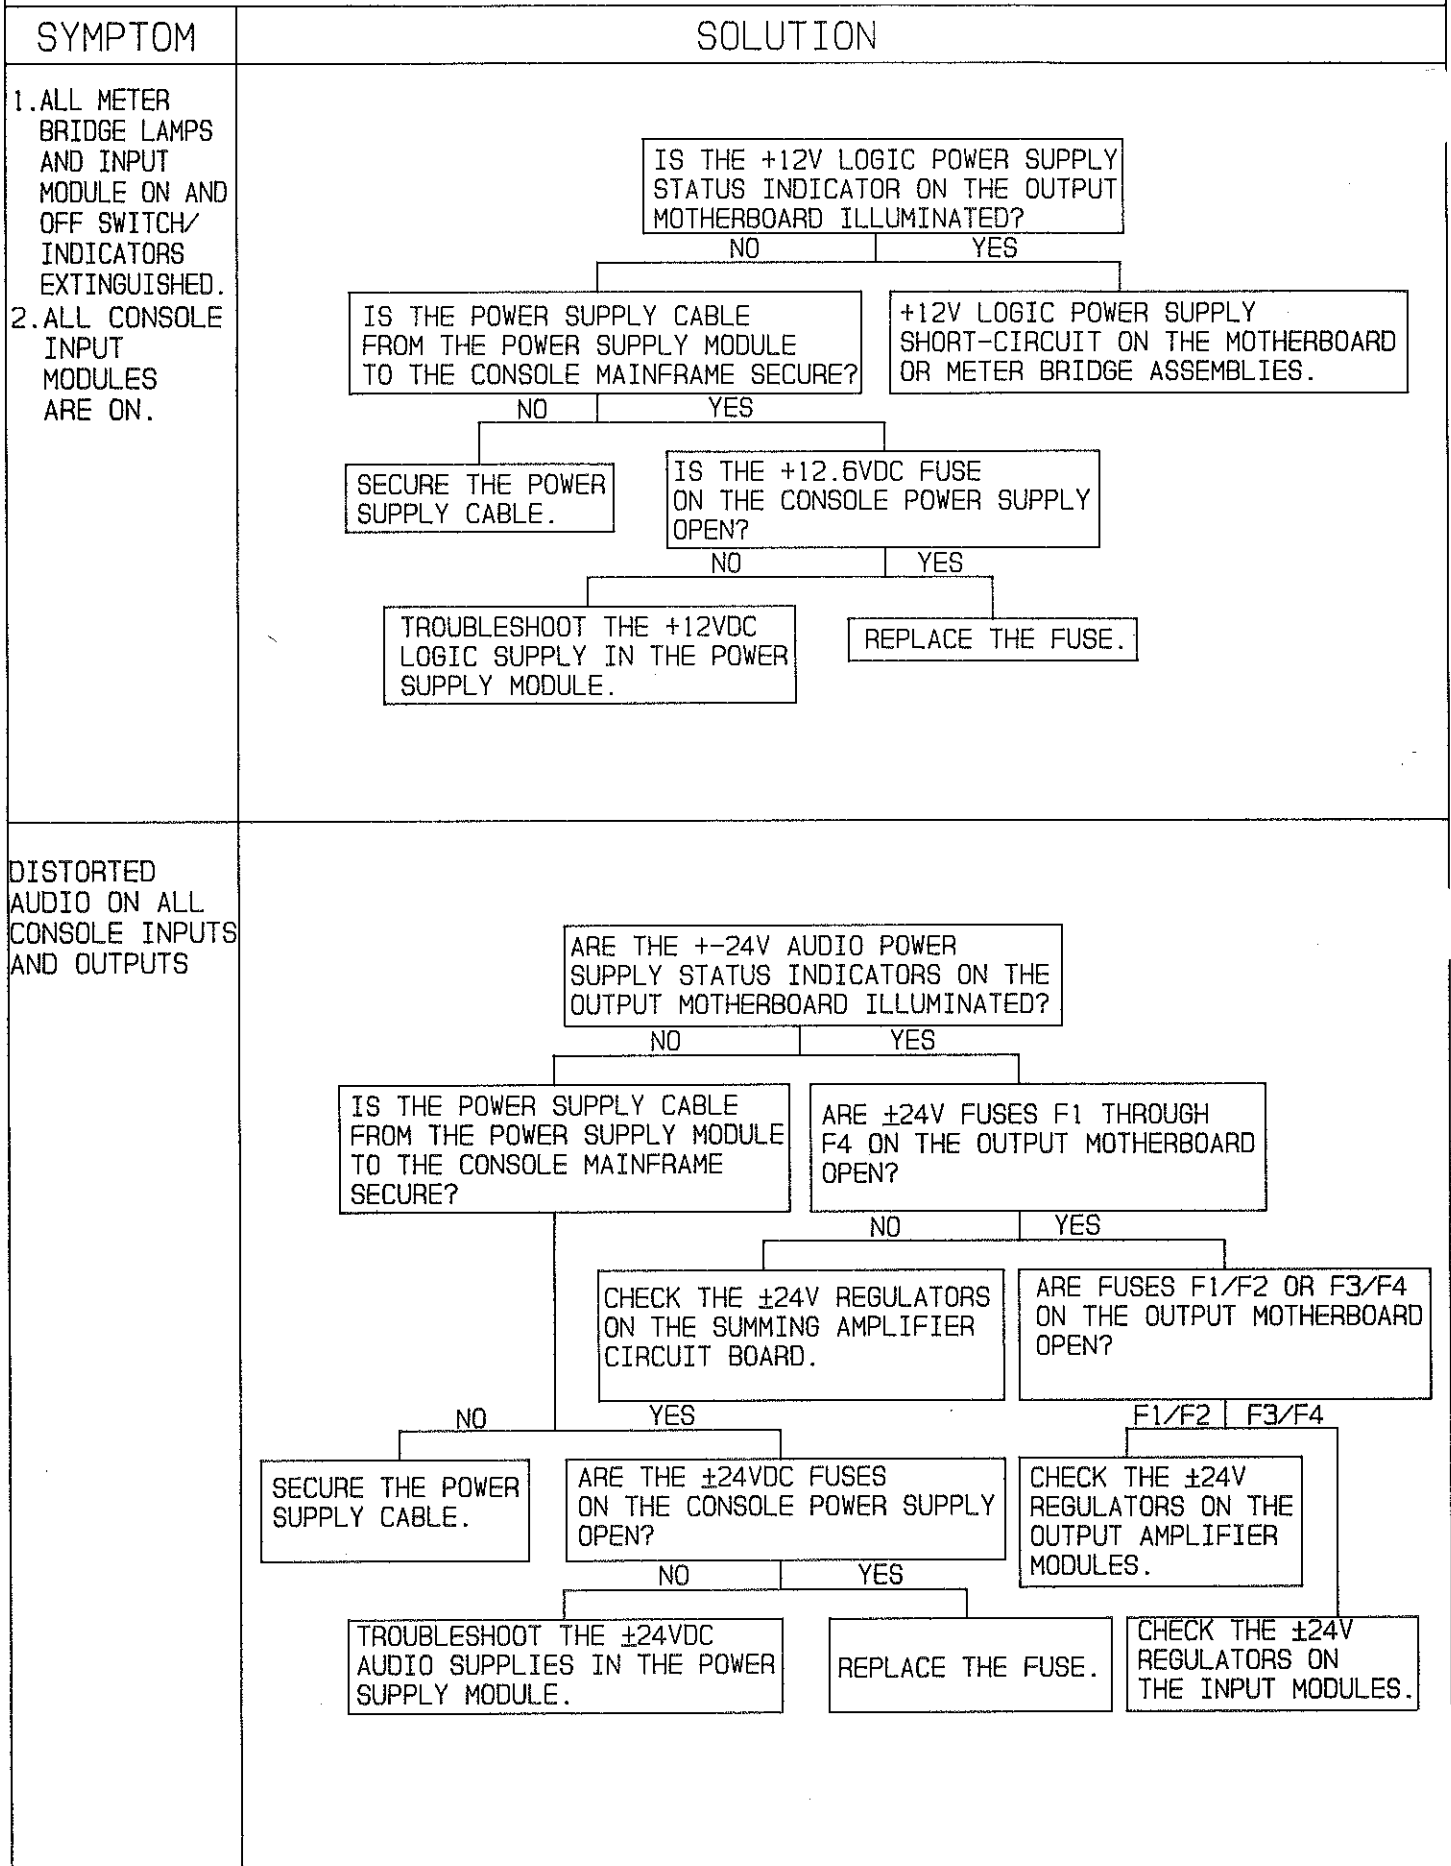 SYMPTOM
SOLUTION
1.ALL METER
BRIDGE LAMPS
AND INPUT
MODULE ON AND
OFF SWITCH/
INDICATORS
EXTINGUISHED.
2.ALL CONSOLE
INPUT
MODULES
ARE ON.
IS THE +12V LOGIC POWER SUPPLY
STATUS INDICATOR ON THE OUTPUT
MOTHERBOARD ILLUMINATED?
NO
YES
IS THE POWER SUPPLY CABLE
FROM THE POWER SUPPLY MODULE
TO THE CONSOLE MAINFRAME SECURE?
+12V LOGIC POWER SUPPLY
SHORT-CIRCUIT ON THE MOTHERBOARD
OR METER BRIDGE ASSEMBLIES.
NO
YES
SECURE THE POWER
SUPPLY CABLE.
IS THE +12.6VDC FUSE
ON THE CONSOLE POWER SUPPLY
OPEN?
NO
YES
TROUBLESHOOT THE +12VDC
LOGIC SUPPLY IN THE POWER
SUPPLY MODULE.
REPLACE THE FUSE.
DISTORTED
AUDIO ON ALL
CONSOLE INPUTS
AND OUTPUTS
ARE THE +-24V AUDIO POWER
SUPPLY STATUS INDICATORS ON THE
OUTPUT MOTHERBOARD ILLUMINATED?
NO
YES
IS THE POWER SUPPLY CABLE
FROM THE POWER SUPPLY MODULE
TO THE CONSOLE MAINFRAME
SECURE?
ARE ±24V FUSES F1 THROUGH
F4 ON THE OUTPUT MOTHERBOARD
OPEN?
NO
YES
CHECK THE ±24V REGULATORS
ON THE SUMMING AMPLIFIER
CIRCUIT BOARD.
ARE FUSES F1/F2 OR F3/F4
ON THE OUTPUT MOTHERBOARD
OPEN?
NO
YES
F1/F2
F3/F4
SECURE THE POWER
SUPPLY CABLE.
ARE THE ±24VDC FUSES
ON THE CONSOLE POWER SUPPLY
OPEN?
CHECK THE ±24V
REGULATORS ON THE
OUTPUT AMPLIFIER
MODULES.
NO
YES
TROUBLESHOOT THE ±24VDC
AUDIO SUPPLIES IN THE POWER
SUPPLY MODULE.
REPLACE THE FUSE.
CHECK THE ±24V
REGULATORS ON
THE INPUT MODULES.